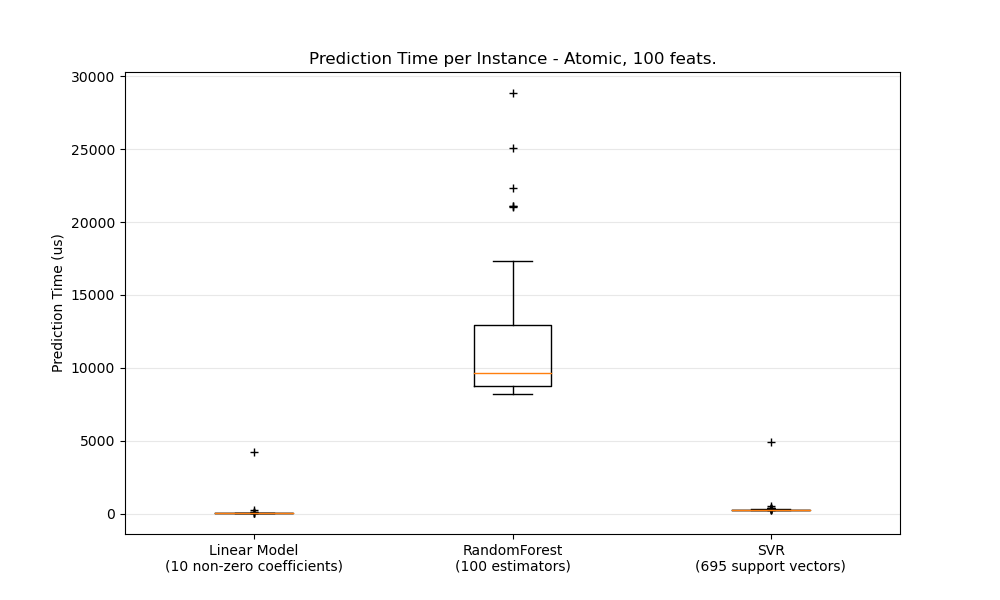 Prediction Time per Instance - Atomic, 100 feats.
30000
25000
20000
15000
10000
5000
0
Prediction Time (us)
Linear Model
(10 non-zero coefficients)
RandomForest
(100 estimators)
SVR
(695 support vectors)